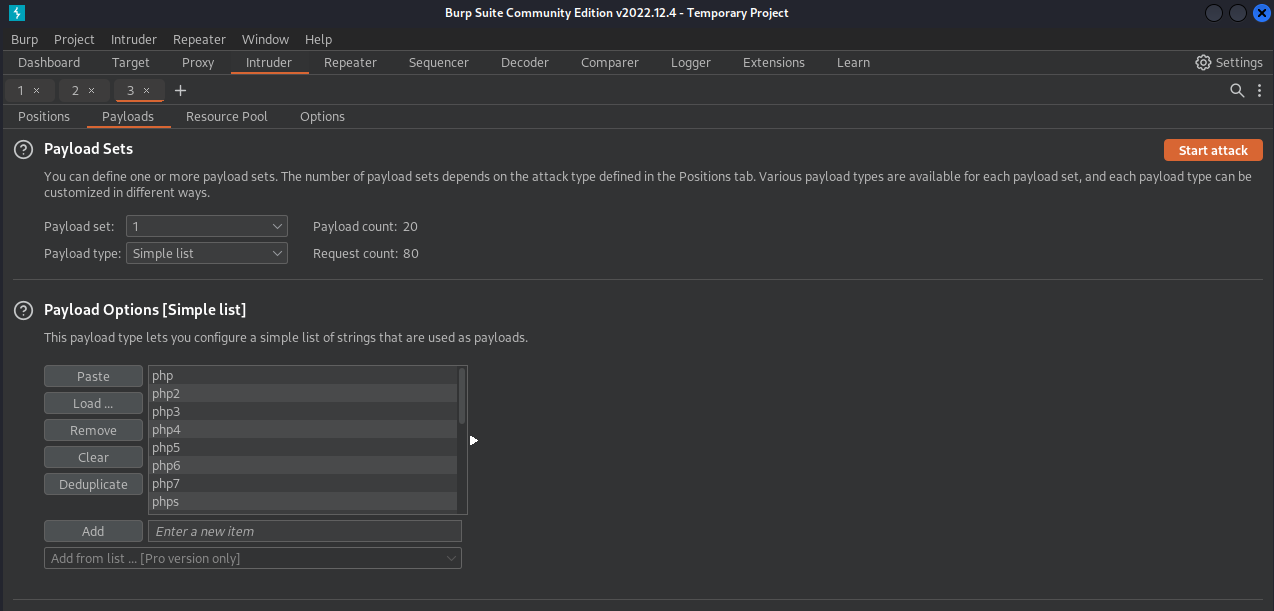 Burp Suite Community Edition v2022.12.4 - Temporary Project
Burp Project Intruder Repeater Window Help
Dashboard Target Proxy Intruder Repeater Sequencer Decoder Comparer Logger Extensions Learn Settings
1 × 2 × 3 × +
Positions Payloads Resource Pool Options
? Payload Sets Start attack
You can define one or more payload sets. The number of payload sets depends on the attack type defined in the Positions tab. Various payload types are available for each payload set, and each payload type can be
customized in different ways.
Payload set: 1 Payload count: 20
Payload type: Simple list Request count: 80
? Payload Options [Simple list]
This payload type lets you configure a simple list of strings that are used as payloads.
Paste
Load ...
Remove
Clear
Deduplicate
php
php2
php3
php4
php5
php6
php7
phps
Add Enter a new item
Add from list ... [Pro version only]